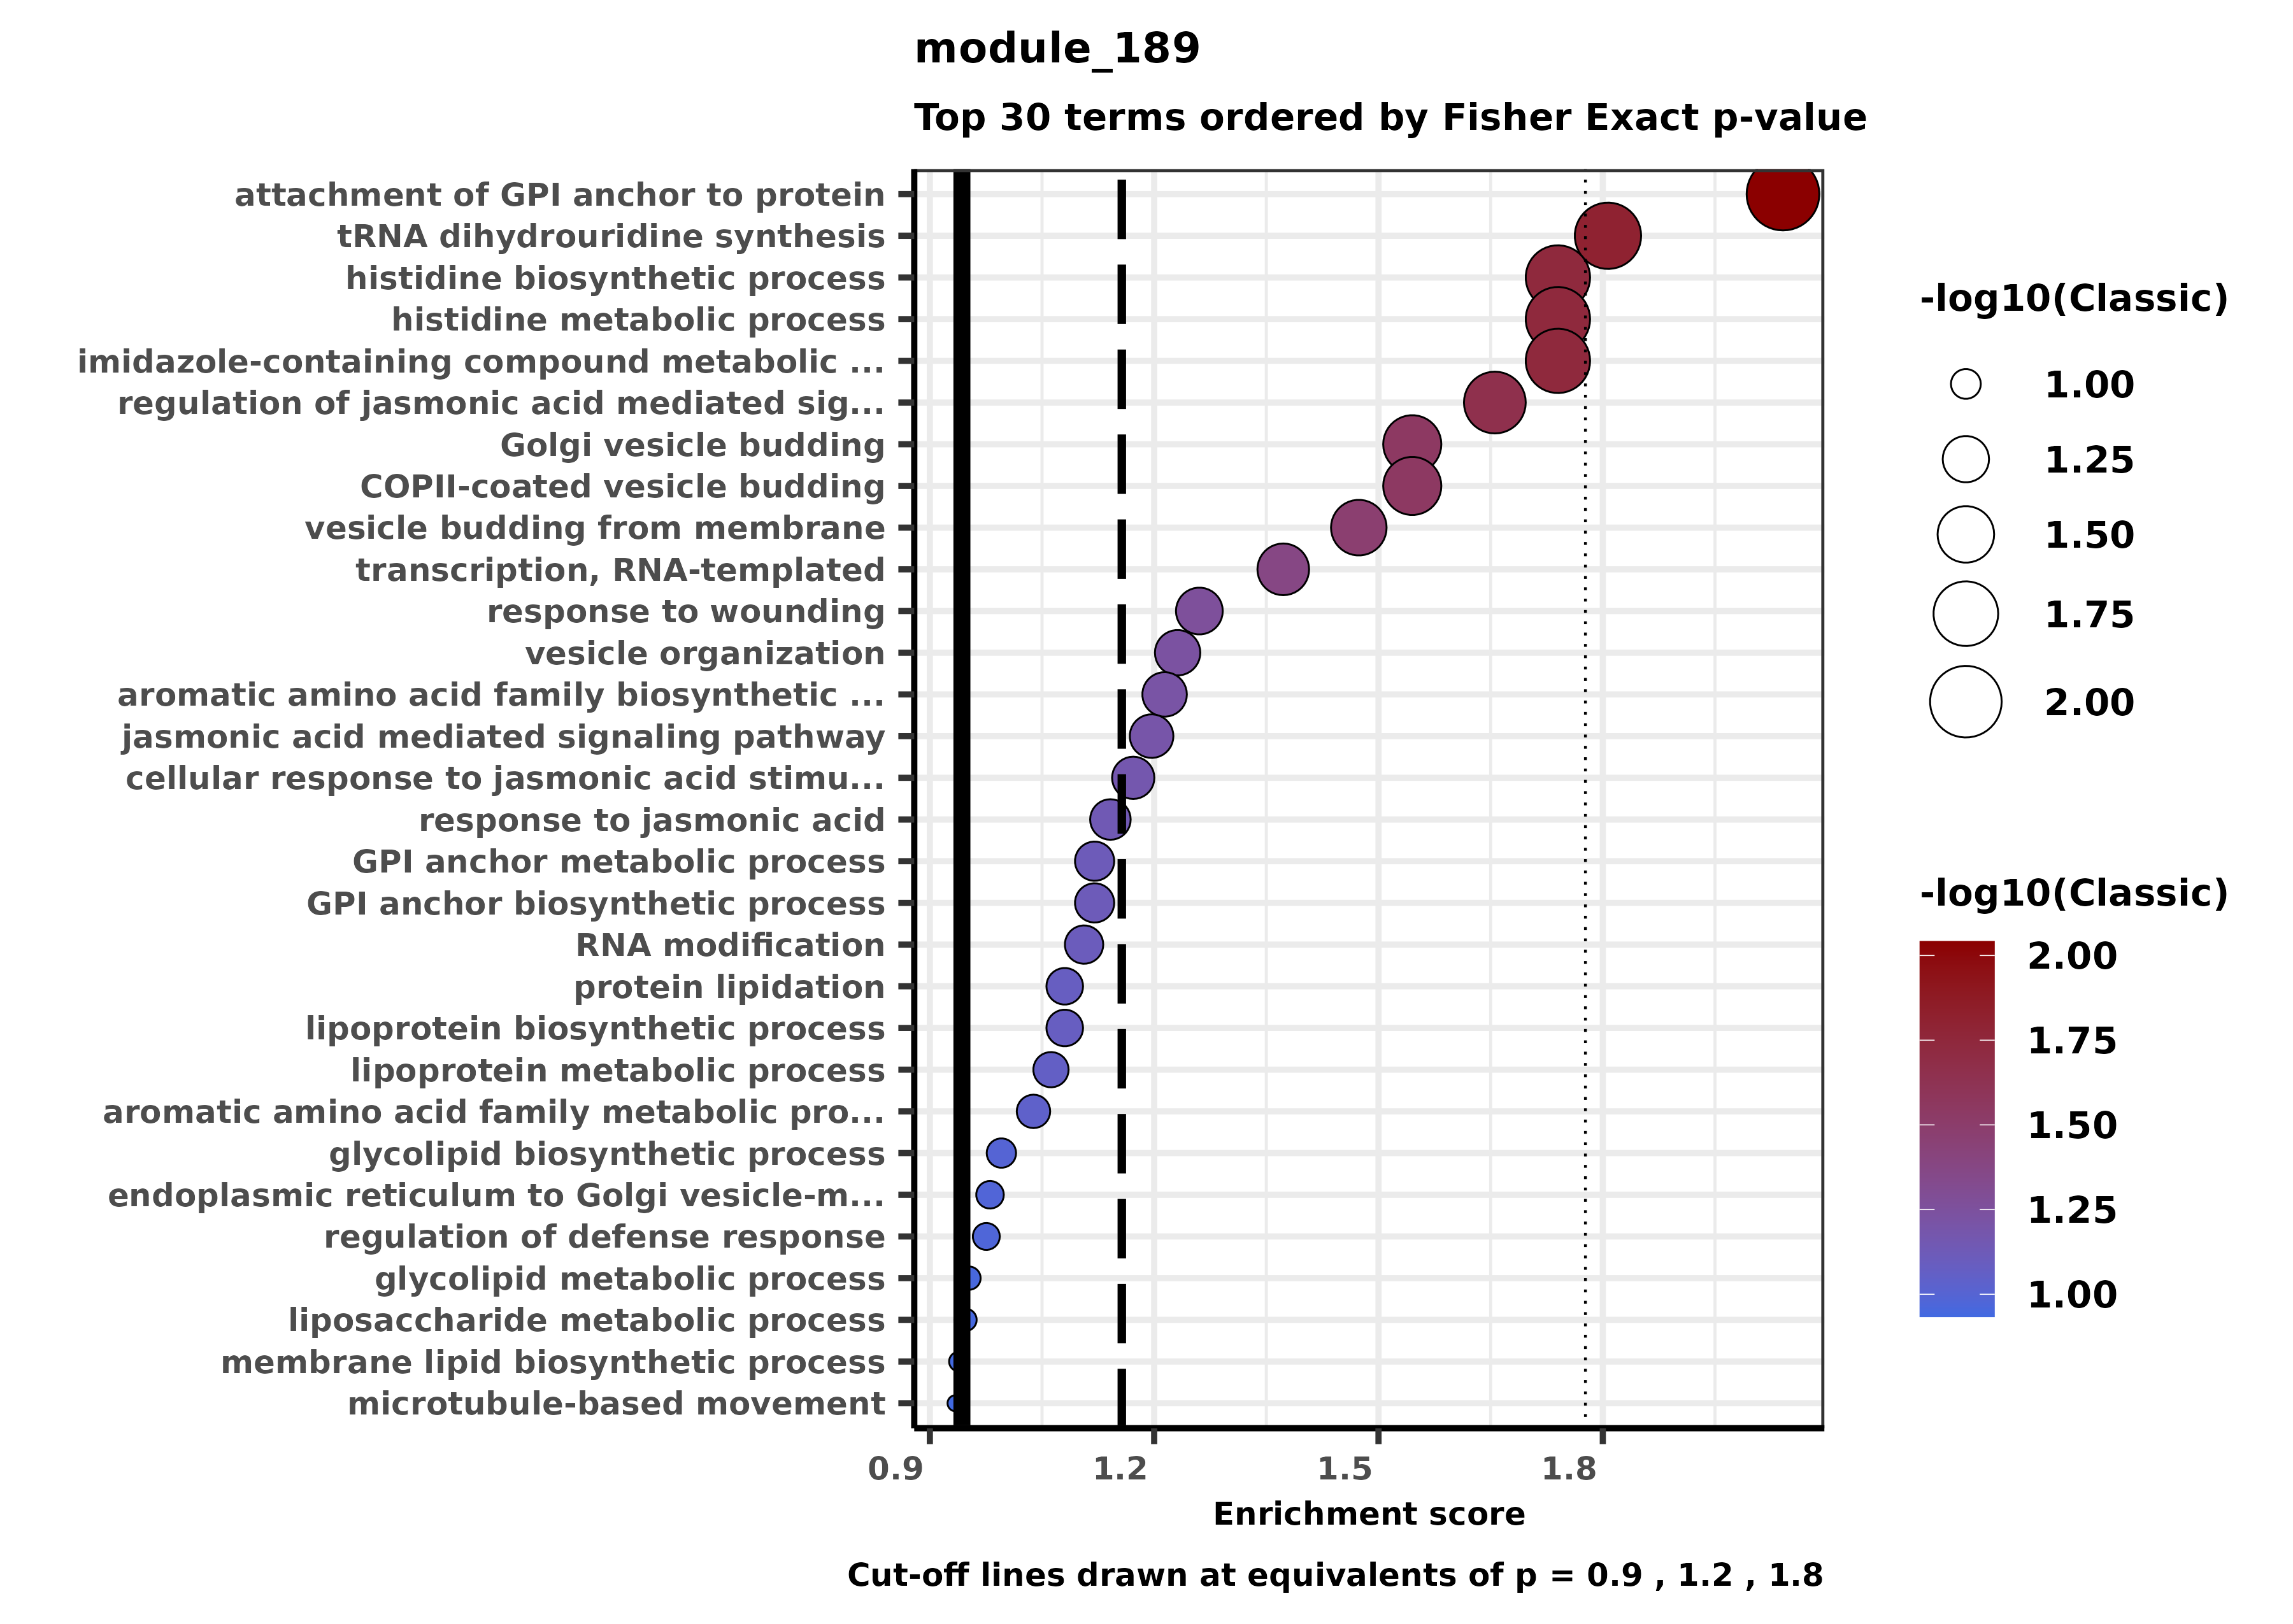 module_189
Top 30 terms ordered by Fisher Exact p-value
attachment of GPI anchor to protein
tRNA dihydrouridine synthesis
histidine biosynthetic process
histidine metabolic process
imidazole-containing compound metabolic ...
regulation of jasmonic acid mediated sig...
Golgi vesicle budding
COPII-coated vesicle budding
vesicle budding from membrane
transcription, RNA-templated
response to wounding
vesicle organization
aromatic amino acid family biosynthetic ...
jasmonic acid mediated signaling pathway
cellular response to jasmonic acid stimu...
response to jasmonic acid
GPI anchor metabolic process
GPI anchor biosynthetic process
RNA modification
protein lipidation
lipoprotein biosynthetic process
lipoprotein metabolic process
aromatic amino acid family metabolic pro...
glycolipid biosynthetic process
endoplasmic reticulum to Golgi vesicle-m...
regulation of defense response
glycolipid metabolic process
liposaccharide metabolic process
membrane lipid biosynthetic process
microtubule-based movement
0.9 1.2 1.5 1.8
Enrichment score
Cut-off lines drawn at equivalents of p = 0.9 , 1.2 , 1.8
-log10(Classic)
1.00
1.25
1.50
1.75
2.00
-log10(Classic)
2.00
1.75
1.50
1.25
1.00